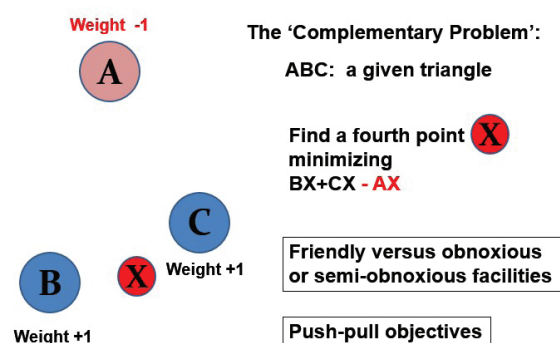 Weight -1
A
The 'Complementary Problem':
ABC: a given triangle
Find a fourth point X
minimizing
BX+CX - AX
C
Weight +1
B
X
Weight +1
Friendly versus obnoxious
or semi-obnoxious facilities
Push-pull objectives